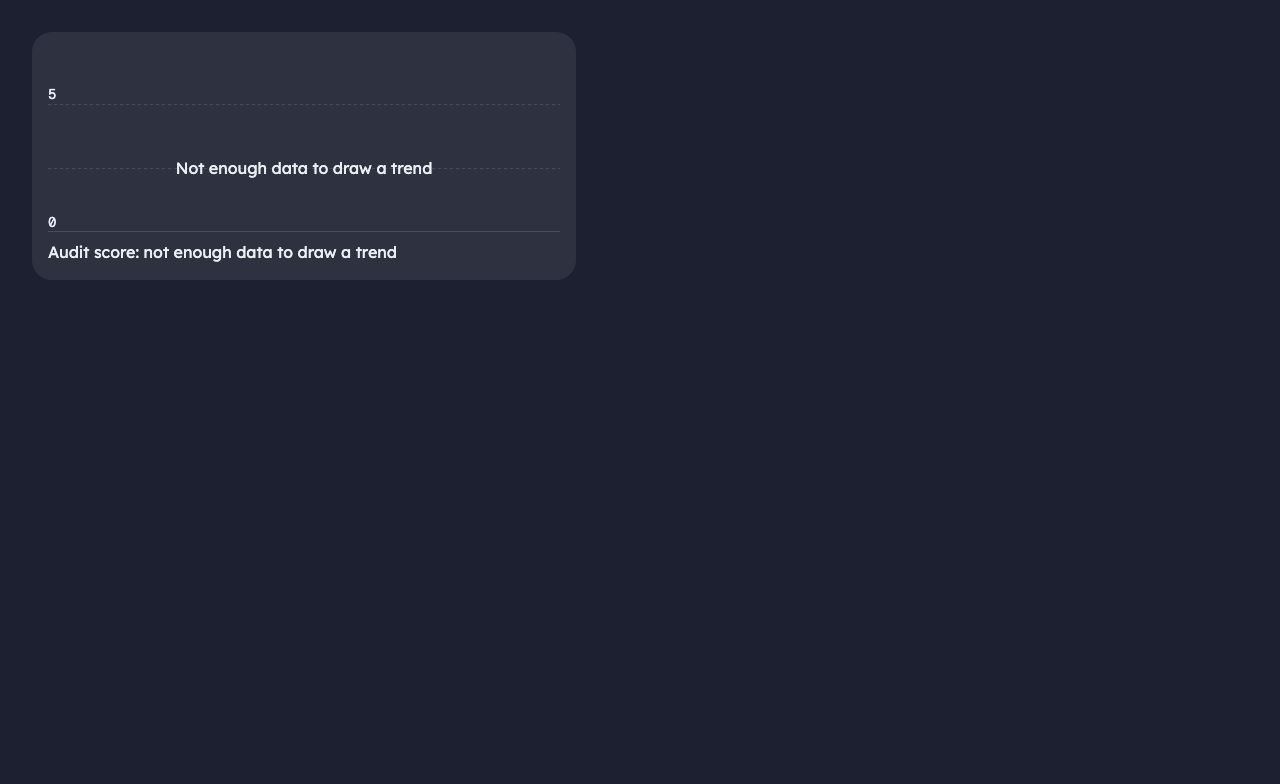 5
Not enough data to draw a trend
0
Audit score: not enough data to draw a trend